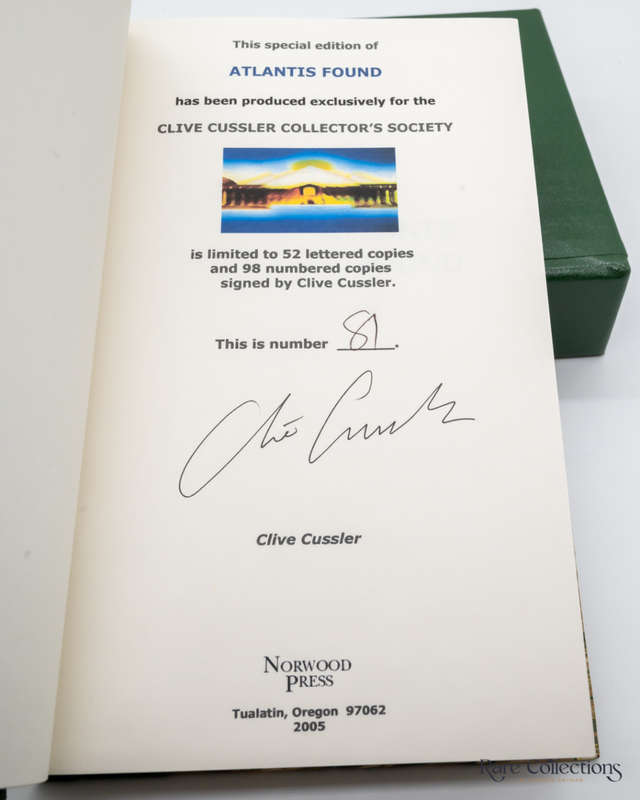 This special edition of
ATLANTIS FOUND
has been produced exclusively for the
CLIVE CUSSLER COLLECTOR'S SOCIETY
is limited to 52 lettered copies
and 98 numbered copies
signed by Clive Cussler.
This is number 81.
Clive Cussler
Clive Cussler
NORWOOD
PRESS
Tualatin, Oregon 97062
2005
Rare Collections